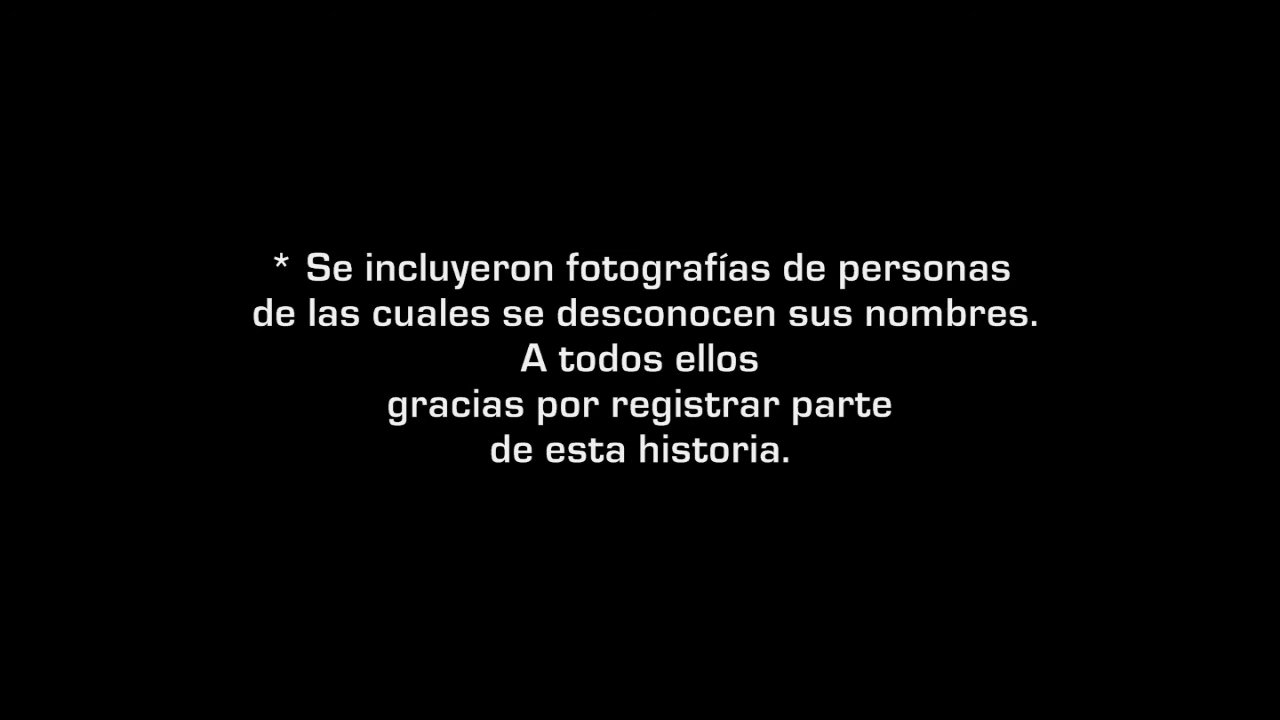 * Se incluyeron fotografías de personas
de las cuales se desconocen sus nombres.
A todos ellos
gracias por registrar parte
de esta historia.